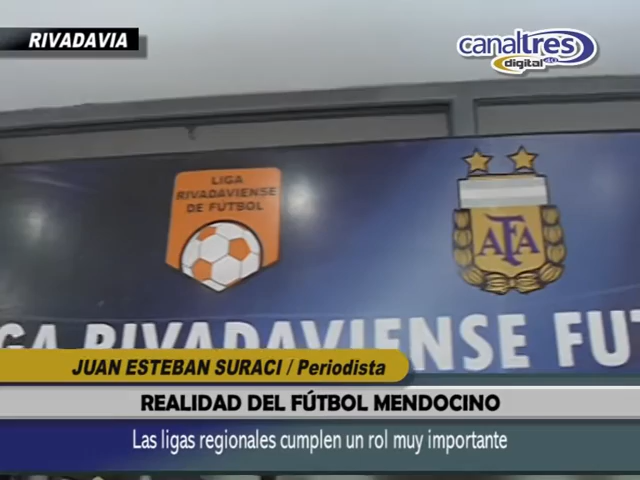 RIVADAVIA
canaltres
digital
LIGA
RIVADAVIENSE
DE FÚTBOL
AFA
GA RIVADAVIENSE FUT
JUAN ESTEBAN SURACI / Periodista
REALIDAD DEL FÚTBOL MENDOCINO
Las ligas regionales cumplen un rol muy importante